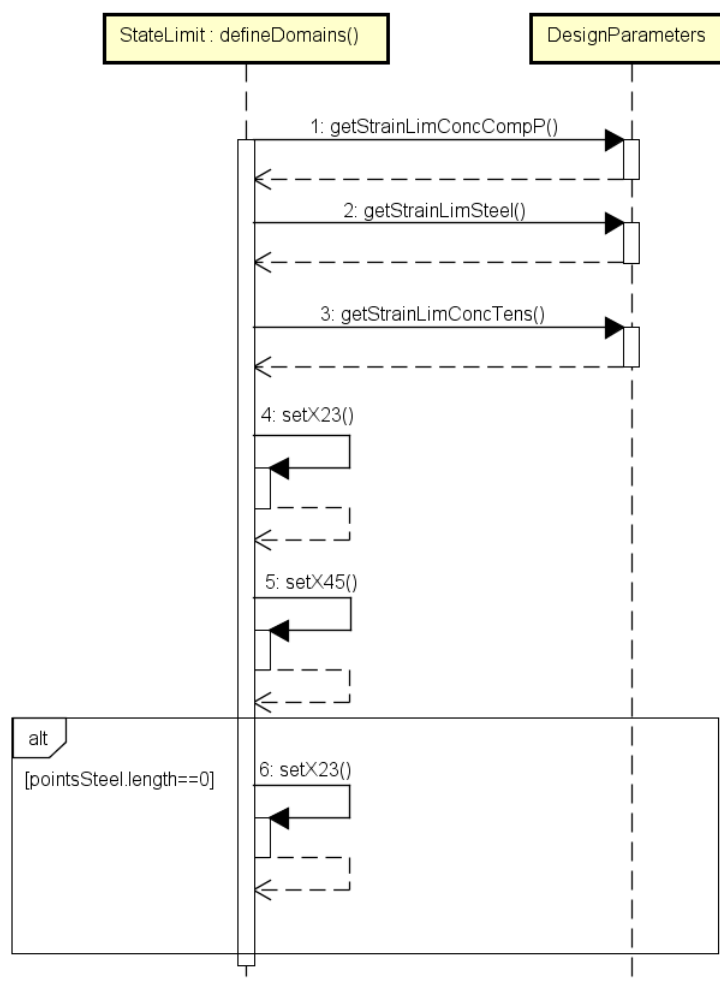 StateLimit : defineDomains()
DesignParameters
1: getStrainLimConcCompP()
2: getStrainLimSteel()
3: getStrainLimConcTens()
4: setX23()
5: setX45()
alt
[pointsSteel.length==0]
6: setX23()